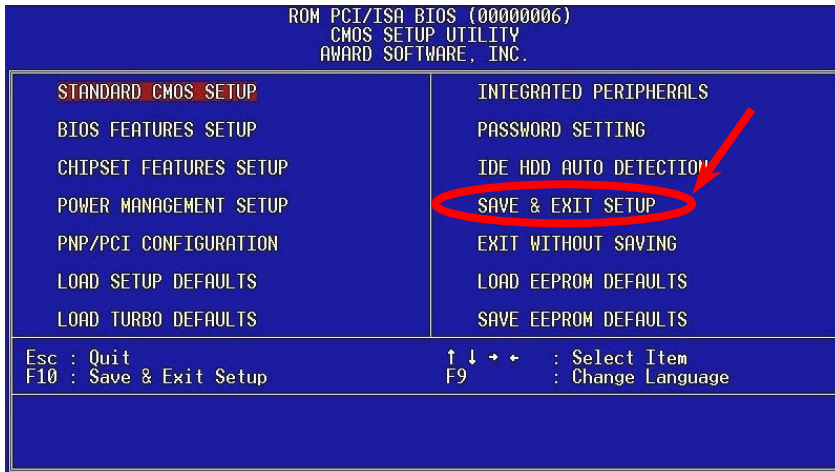 ROM PCI/ISA BIOS (00000006)
CMOS SETUP UTILITY
AWARD SOFTWARE, INC.
STANDARD CMOS SETUP
BIOS FEATURES SETUP
CHIPSET FEATURES SETUP
POWER MANAGEMENT SETUP
PNP/PCI CONFIGURATION
LOAD SETUP DEFAULTS
LOAD TURBO DEFAULTS
INTEGRATED PERIPHERALS
PASSWORD SETTING
IDE HDD AUTO DETECTION
SAVE & EXIT SETUP
EXIT WITHOUT SAVING
LOAD EEPROM DEFAULTS
SAVE EEPROM DEFAULTS
Esc : Quit
F10 : Save & Exit Setup
↑ ↓ → ← : Select Item
F9 : Change Language